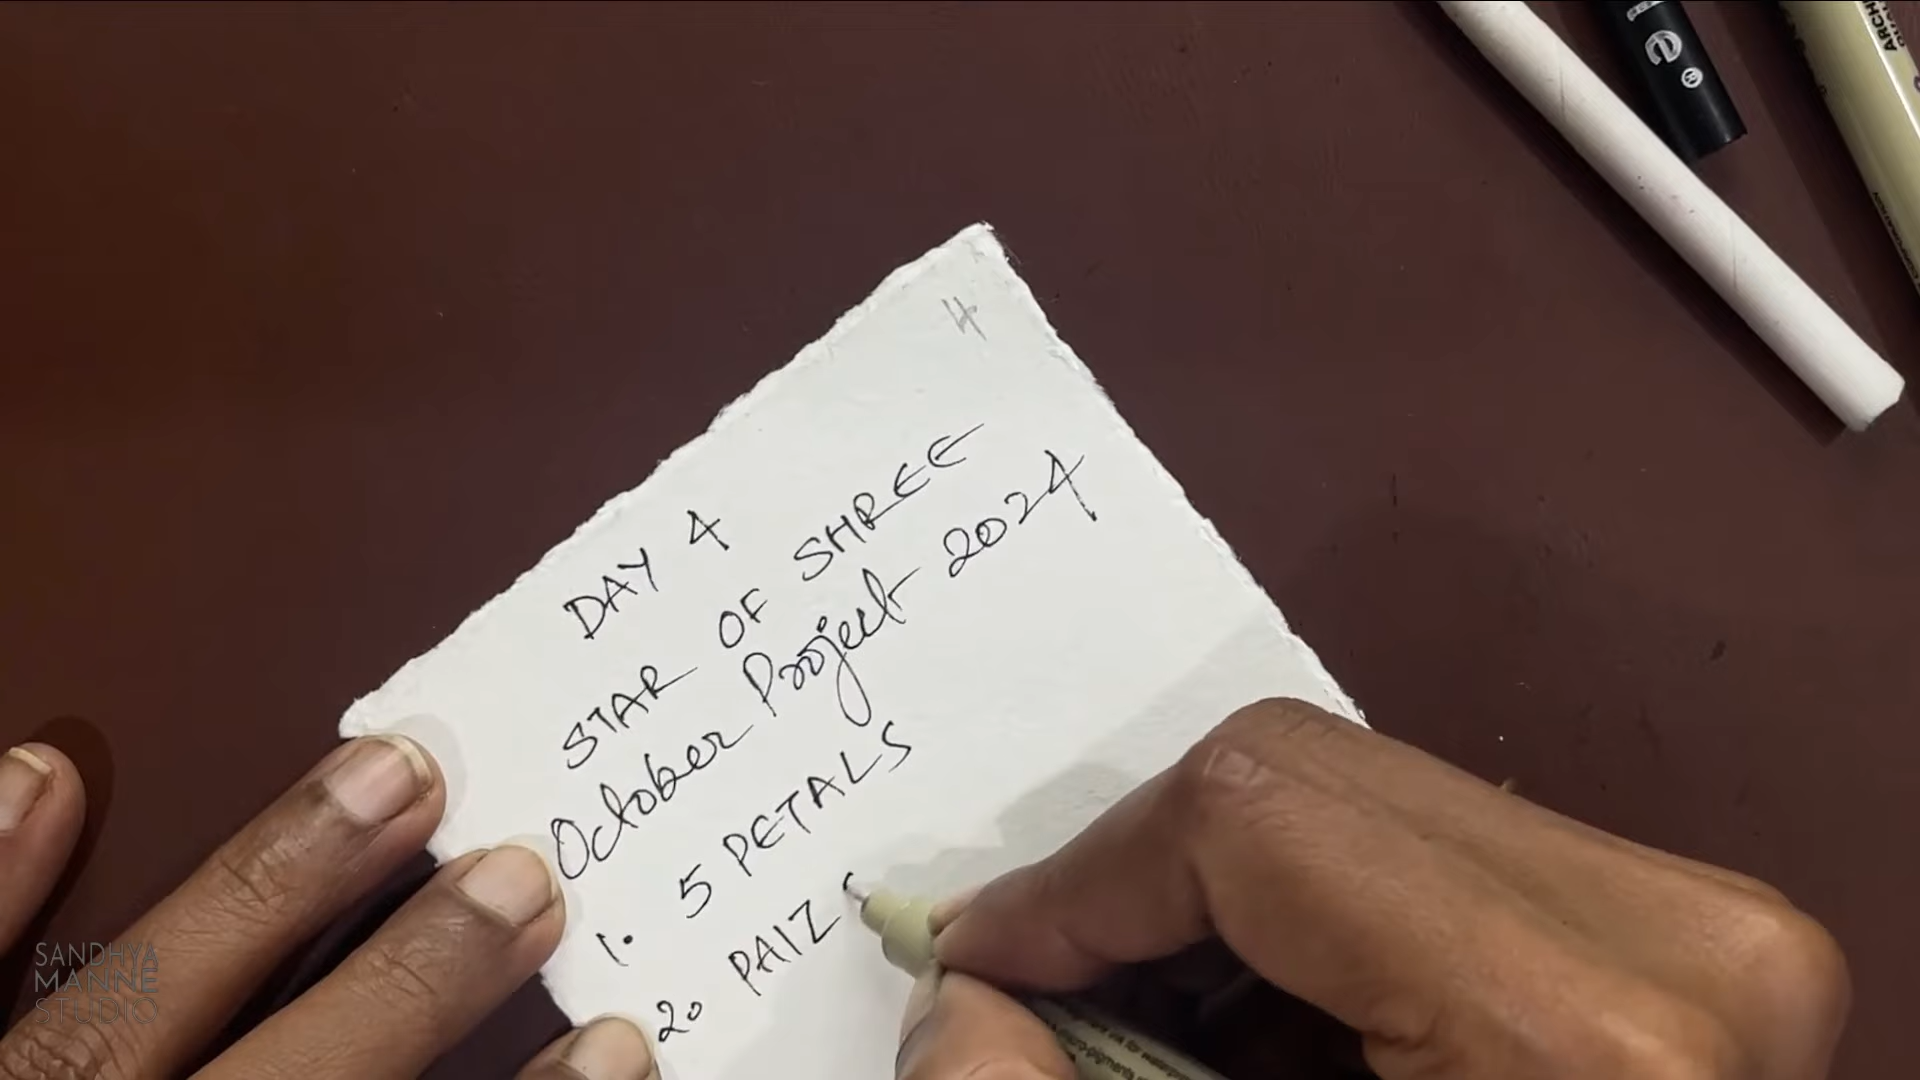 4
DAY 4
STAR OF SHREE
October Project 2024
1. 5 PETALS
2. PAIZ
SANDHYA
MANNE
STUDIO
e®